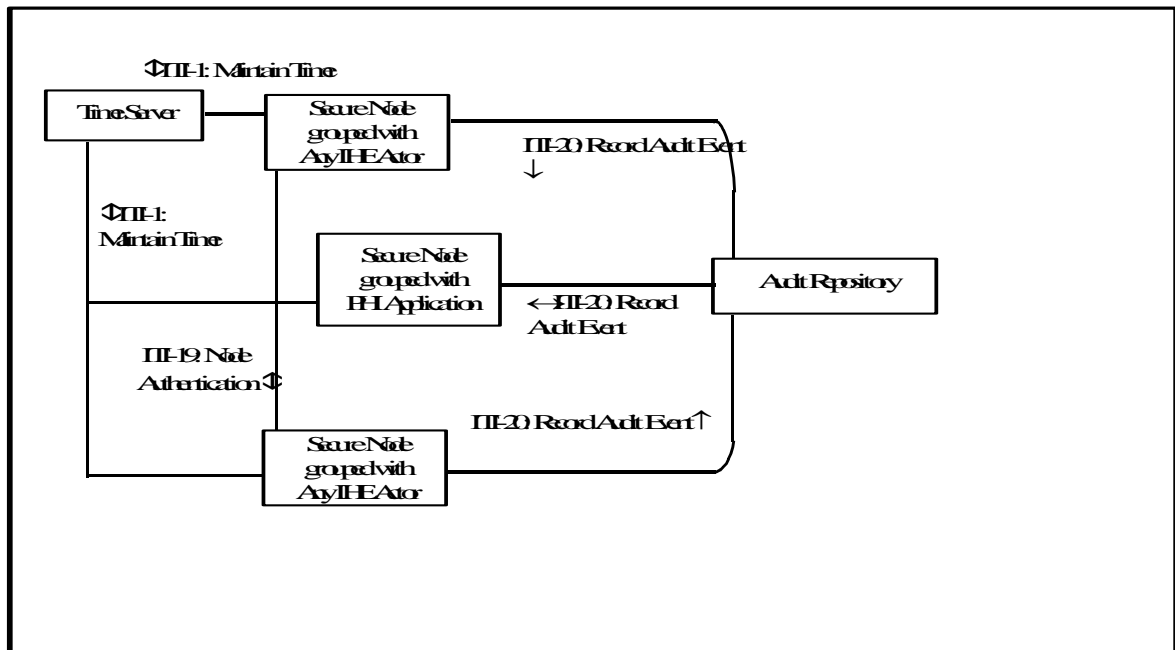 ↕ITI-1: Maintain Time
Time Server
Secure Node
grouped with
Any IHE Actor
ITI-20: Record Audit Event
↓
↕ITI-1:
Maintain Time
Secure Node
grouped with
PHI Application
Audit Repository
←ITI-20: Record
Audit Event
ITI-19: Node
Authentication ↕
ITI-20: Record Audit Event↑
Secure Node
grouped with
Any IHE Actor